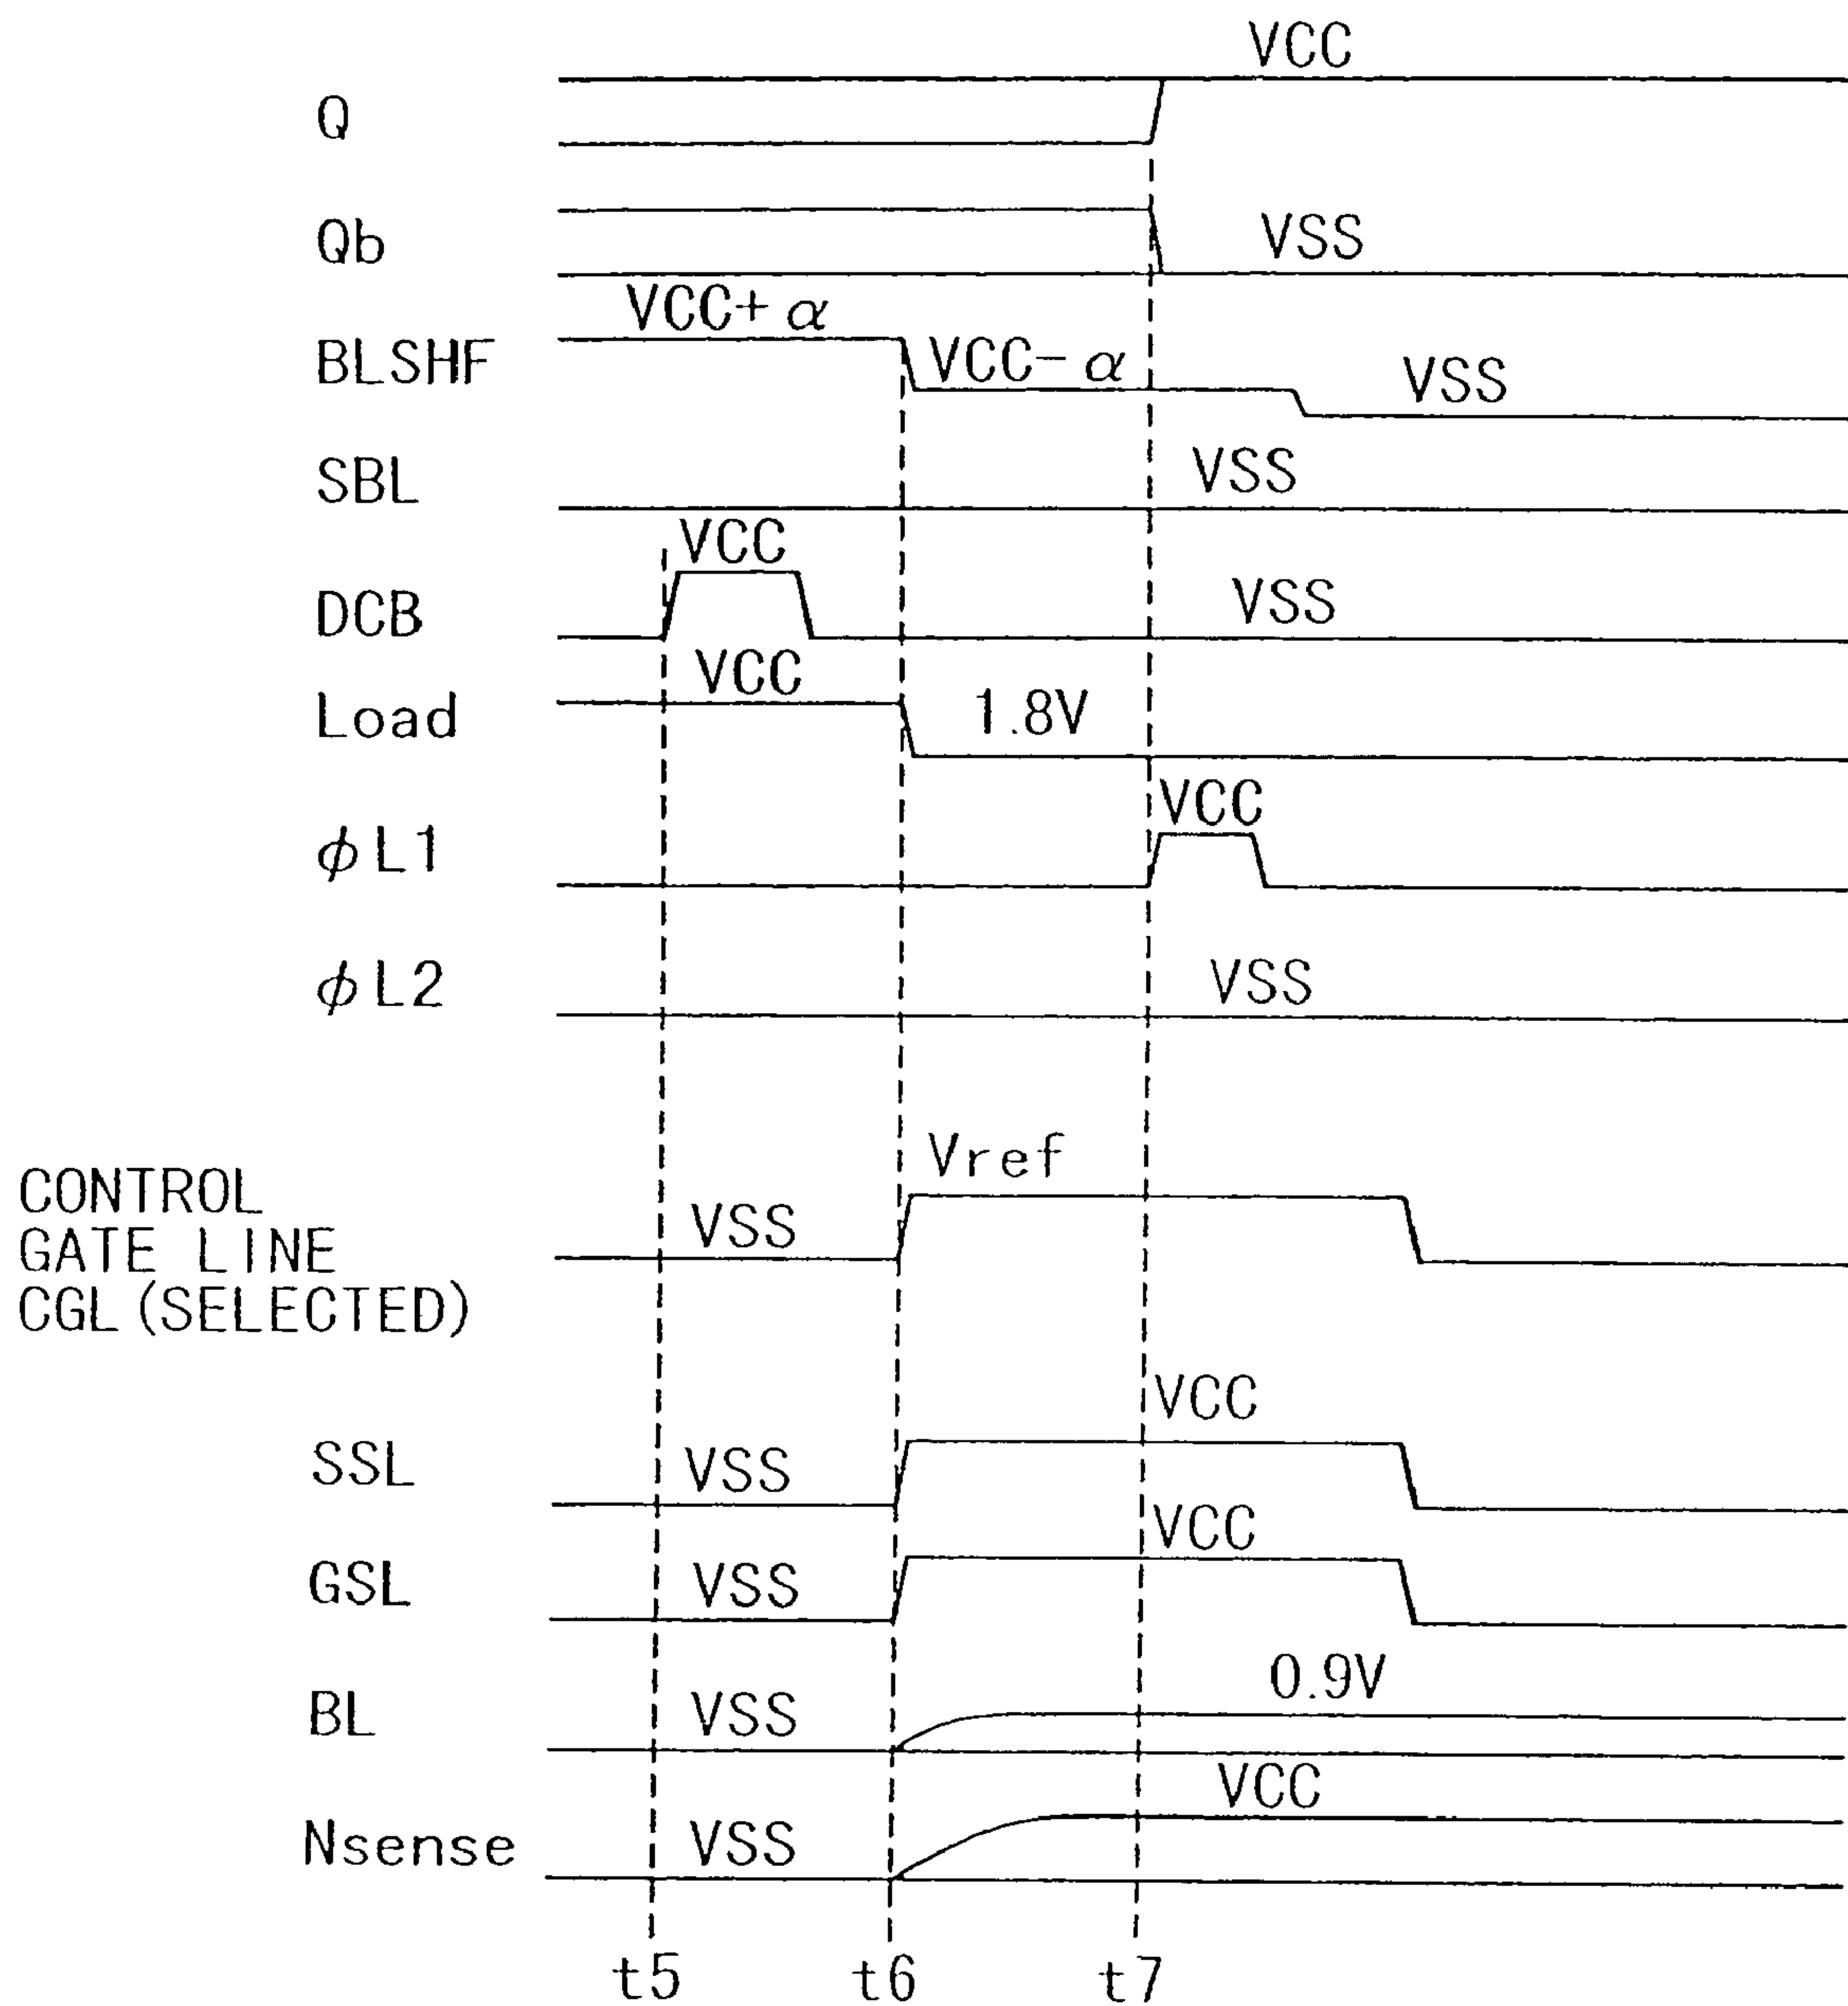 VCC
Q
Qb VSS
VCC+α
BLSHF VCC-α VSS
SBL VSS
VCC
DCB VSS
VCC
Load 1.8V
VCC
φL1
φL2 VSS
Vref
CONTROL
GATE LINE VSS
CGL(SELECTED)
VCC
SSL VSS
VCC
GSL VSS
0.9V
BL VSS
VCC
Nsense VSS
t5 t6 t7